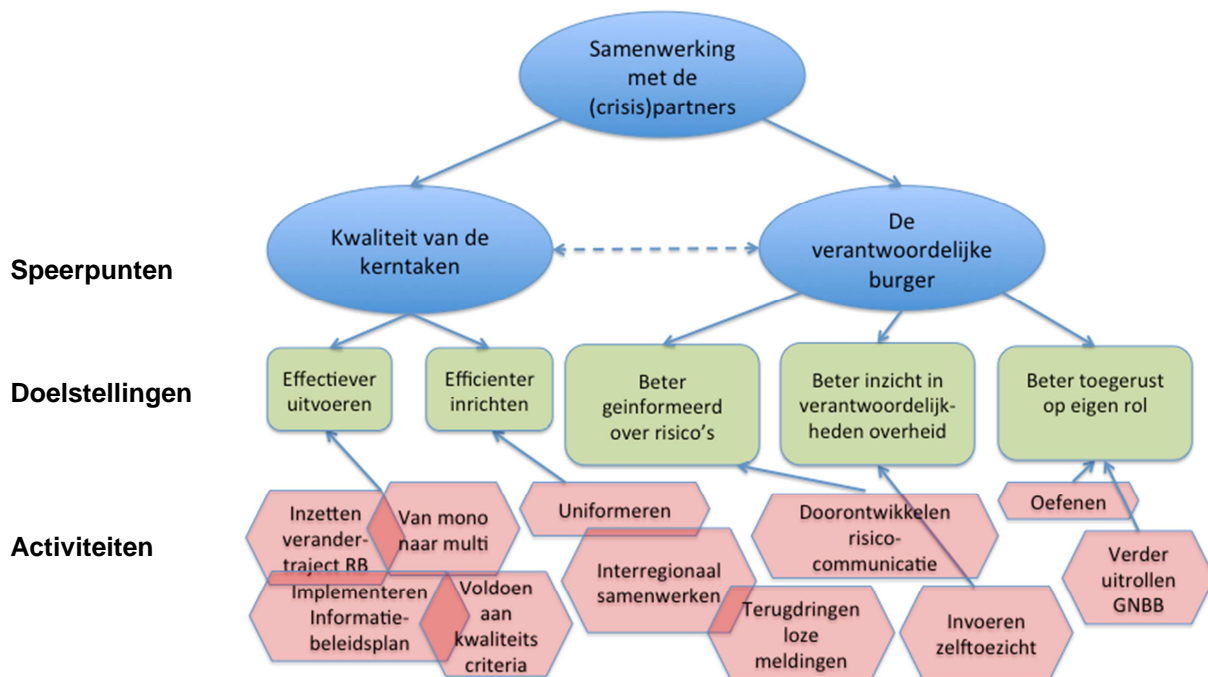 Samenwerking
met de
(crisis)partners
Speerpunten
Kwaliteit van de
kerntaken
De
verantwoordelijke
burger
Doelstellingen
Effectiever
uitvoeren
Efficienter
inrichten
Beter
geinformeerd
over risico's
Beter inzicht in
verantwoordelijk-
heden overheid
Beter toegerust
op eigen rol
Activiteiten
Inzetten
verander-
traject RB
Van mono
naar multi
Implementeren
Informatie-
beleidsplan
Voldoen
aan
kwaliteits
criteria
Uniformeren
Interregionaal
samenwerken
Terugdringen
loze
meldingen
Doorontwikkelen
risico-
communicatie
Invoeren
zelftoezicht
Oefenen
Verder
uitrollen
GNBB